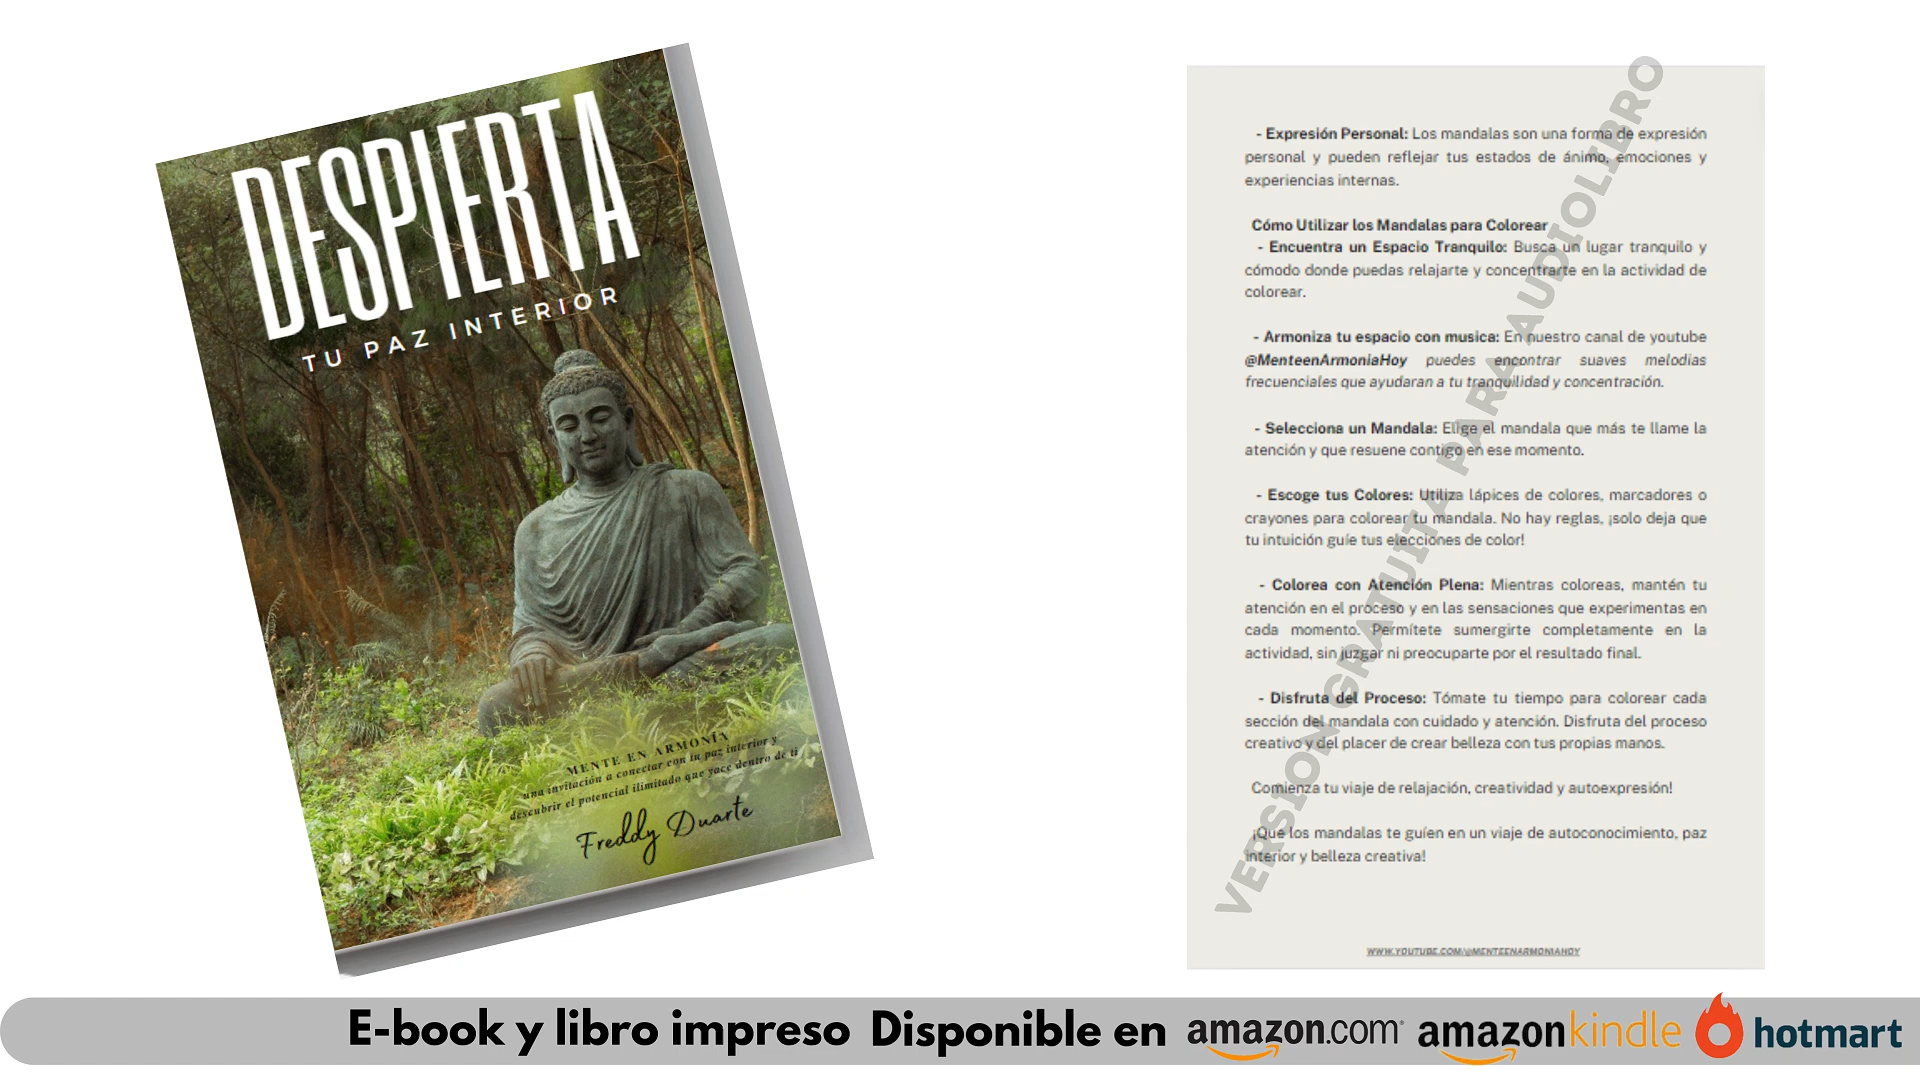 DESPIERTA
TU PAZ INTERIOR
MENTE EN ARMONÍA
una invitación a conectar con tu paz interior y
descubrir el potencial ilimitado que yace dentro de ti
Freddy Duarte
- Expresión Personal: Los mandalas son una forma de expresión
personal y pueden reflejar tus estados de ánimo, emociones y
experiencias internas.
Cómo Utilizar los Mandalas para Colorear
- Encuentra un Espacio Tranquilo: Busca un lugar tranquilo y
cómodo donde puedas relajarte y concentrarte en la actividad de
colorear.
- Armoniza tu espacio con musica: En nuestro canal de youtube
@MenteenArmoniaHoy puedes encontrar suaves melodias
frecuenciales que ayudaran a tu tranquilidad y concentración.
- Selecciona un Mandala: Elige el mandala que más te llame la
atención y que resuene contigo en ese momento.
- Escoge tus Colores: Utiliza lápices de colores, marcadores o
crayones para colorear tu mandala. No hay reglas, ¡solo deja que
tu intuición guíe tus elecciones de color!
- Colorea con Atención Plena: Mientras coloreas, mantén tu
atención en el proceso y en las sensaciones que experimentas en
cada momento. Permítete sumergirte completamente en la
actividad, sin juzgar ni preocuparte por el resultado final.
- Disfruta del Proceso: Tómate tu tiempo para colorear cada
sección del mandala con cuidado y atención. Disfruta del proceso
creativo y del placer de crear belleza con tus propias manos.
Comienza tu viaje de relajación, creatividad y autoexpresión!
¡Que los mandalas te guíen en un viaje de autoconocimiento, paz
interior y belleza creativa!
WWW.YOUTUBE.COM/@MENTEENARMONIAHOY
VERSION GRATUITA PARA AUDIOLIBRO
E-book y libro impreso Disponible en amazon.com amazonkindle hotmart